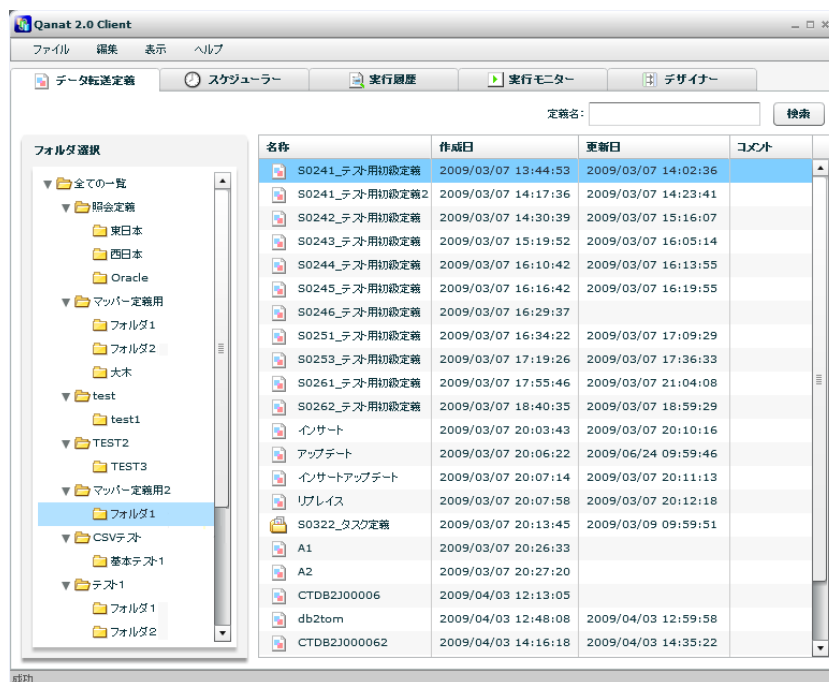 Qanat 2.0 Client
ファイル 編集 表示 ヘルプ
データ転送定義 スケジューラー 実行履歴 実行モニター デザイナー
定義名: 検索
フォルダ選択
全ての一覧
照会定義
東日本
西日本
Oracle
マッパー定義用
フォルダ1
フォルダ2
大木
test
test1
TEST2
TEST3
マッパー定義用2
フォルダ1
CSVテスト
基本テスト1
テスト1
フォルダ1
フォルダ2
名称 作成日 更新日 コメント
S0241_テスト用初級定義 2009/03/07 13:44:53 2009/03/07 14:02:36
S0241_テスト用初級定義2 2009/03/07 14:17:36 2009/03/07 14:23:41
S0242_テスト用初級定義 2009/03/07 14:30:39 2009/03/07 15:16:07
S0243_テスト用初級定義 2009/03/07 15:19:52 2009/03/07 16:05:14
S0244_テスト用初級定義 2009/03/07 16:10:42 2009/03/07 16:13:55
S0245_テスト用初級定義 2009/03/07 16:16:42 2009/03/07 16:19:55
S0246_テスト用初級定義 2009/03/07 16:29:37
S0251_テスト用初級定義 2009/03/07 16:34:22 2009/03/07 17:09:29
S0253_テスト用初級定義 2009/03/07 17:19:26 2009/03/07 17:36:33
S0261_テスト用初級定義 2009/03/07 17:55:46 2009/03/07 21:04:08
S0262_テスト用初級定義 2009/03/07 18:40:35 2009/03/07 18:59:29
インサート 2009/03/07 20:03:43 2009/03/07 20:10:16
アップデート 2009/03/07 20:06:22 2009/06/24 09:59:46
インサートアップデート 2009/03/07 20:07:14 2009/03/07 20:11:13
リプレイス 2009/03/07 20:07:58 2009/03/07 20:12:18
S0322_タスク定義 2009/03/07 20:13:45 2009/03/09 09:59:51
A1 2009/03/07 20:26:33
A2 2009/03/07 20:27:20
CTDB2J00006 2009/04/03 12:13:05
db2tom 2009/04/03 12:48:08 2009/04/03 12:59:58
CTDB2J000062 2009/04/03 14:16:18 2009/04/03 14:35:22
成功